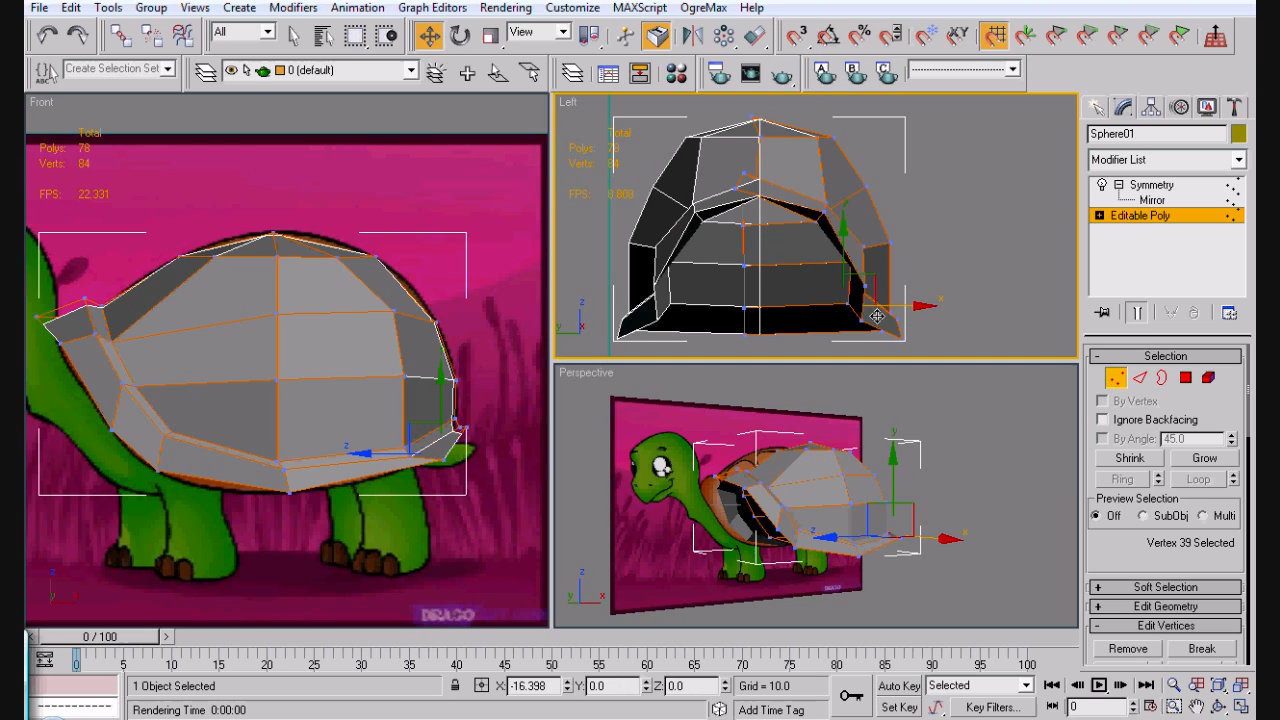 File Edit Tools Group Views Create Modifiers Animation Graph Editors Rendering Customize MAXScript OgreMax Help
All View
Create Selection Set 0 (default)
Front
Total
Polys: 78
Verts: 84
FPS: 22.331
Left
Total
Polys: 78
Verts: 84
Perspective
Sphere01
Modifier List
Symmetry
Mirror
Editable Poly
Selection
By Vertex
Ignore Backfacing
By Angle: 45.0
Shrink Grow
Ring Loop
Preview Selection
Off SubObj Multi
Vertex 39 Selected
Soft Selection
Edit Geometry
Edit Vertices
Remove Break
0 / 100
0 5 10 15 20 25 30 35 40 45 50 55 60 65 70 75 80 85 90 95 100
1 Object Selected X: -16.398 Y: 0.0 Z: 0.0 Grid = 10.0 Auto Key Selected
Rendering Time 0:00:00 Add Time Tag Set Key Key Filters... 0